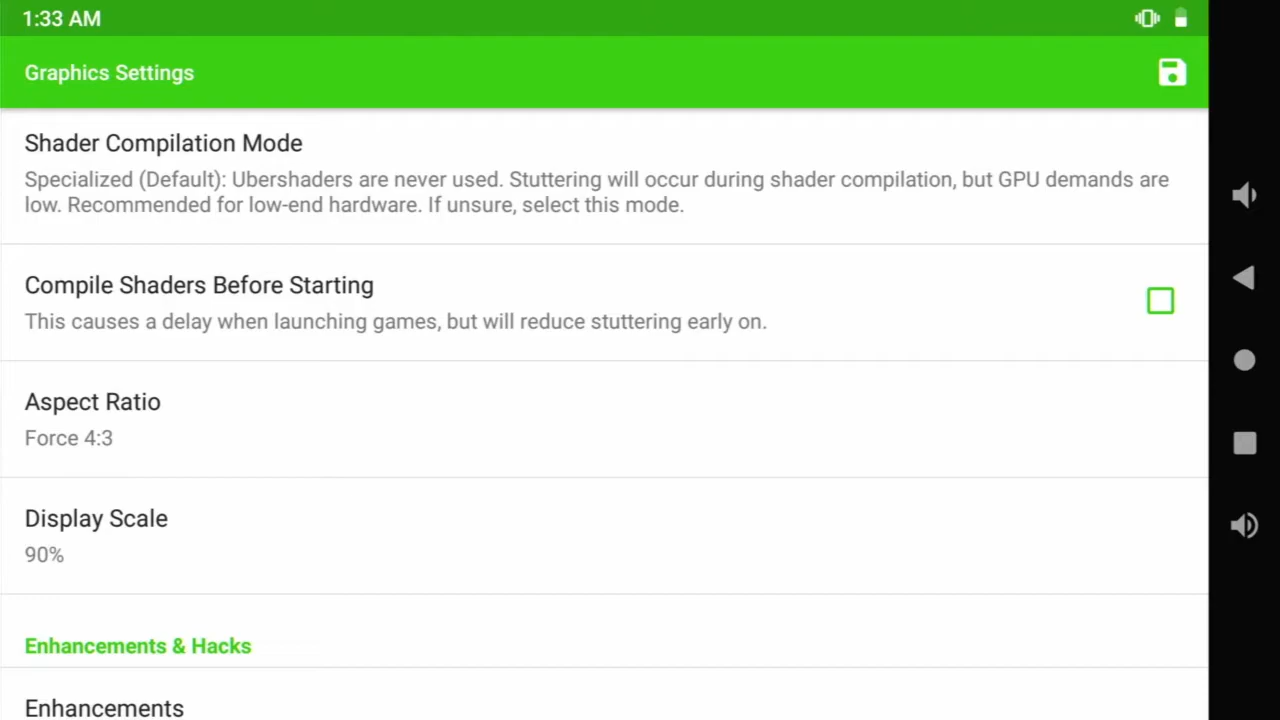 1:33 AM
Graphics Settings
Shader Compilation Mode
Specialized (Default): Ubershaders are never used. Stuttering will occur during shader compilation, but GPU demands are
low. Recommended for low-end hardware. If unsure, select this mode.
Compile Shaders Before Starting
This causes a delay when launching games, but will reduce stuttering early on.
Aspect Ratio
Force 4:3
Display Scale
90%
Enhancements & Hacks
Enhancements